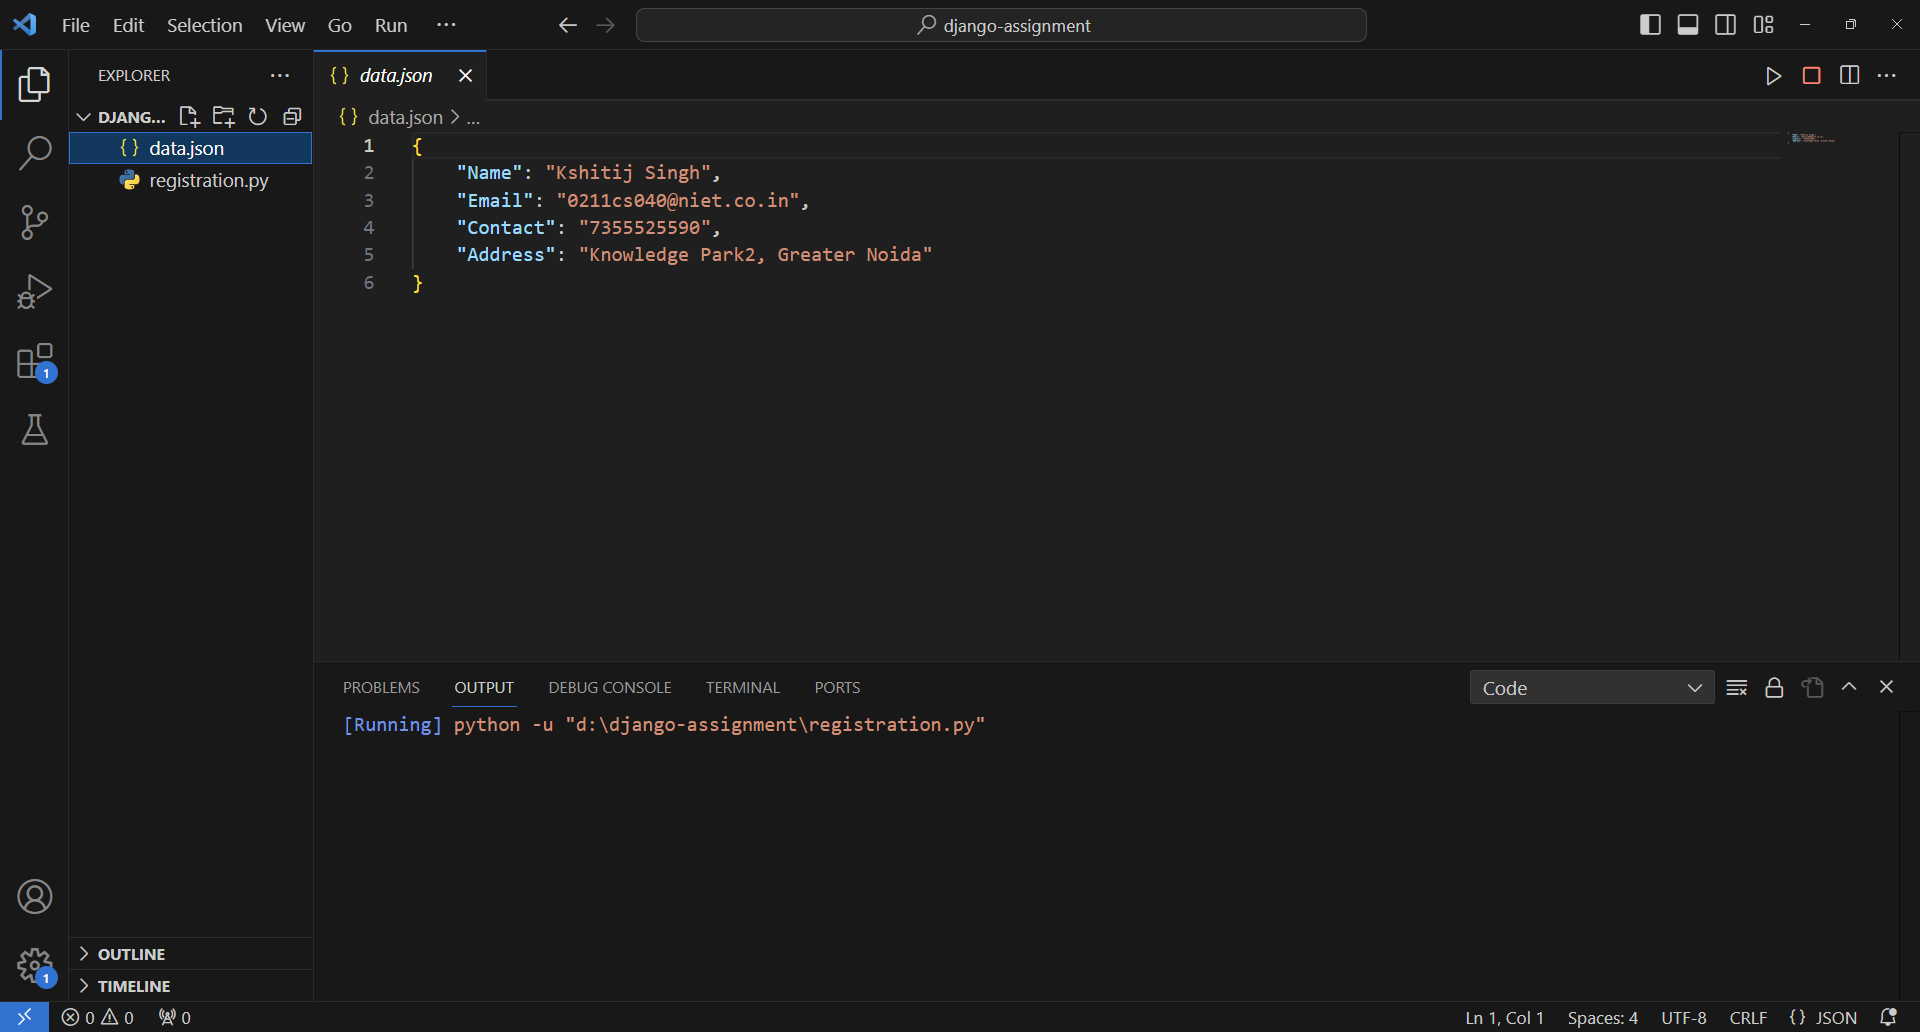 File Edit Selection View Go Run ···
django-assignment
EXPLORER ···
DJANG...
data.json
registration.py
OUTLINE
TIMELINE
{} data.json
{} data.json > ...
1 {
2 "Name": "Kshitij Singh",
3 "Email": "0211cs040@niet.co.in",
4 "Contact": "7355525590",
5 "Address": "Knowledge Park2, Greater Noida"
6 }
PROBLEMS OUTPUT DEBUG CONSOLE TERMINAL PORTS
Code
[Running] python -u "d:\django-assignment\registration.py"
1
1
0 0 0
Ln 1, Col 1 Spaces: 4 UTF-8 CRLF {} JSON